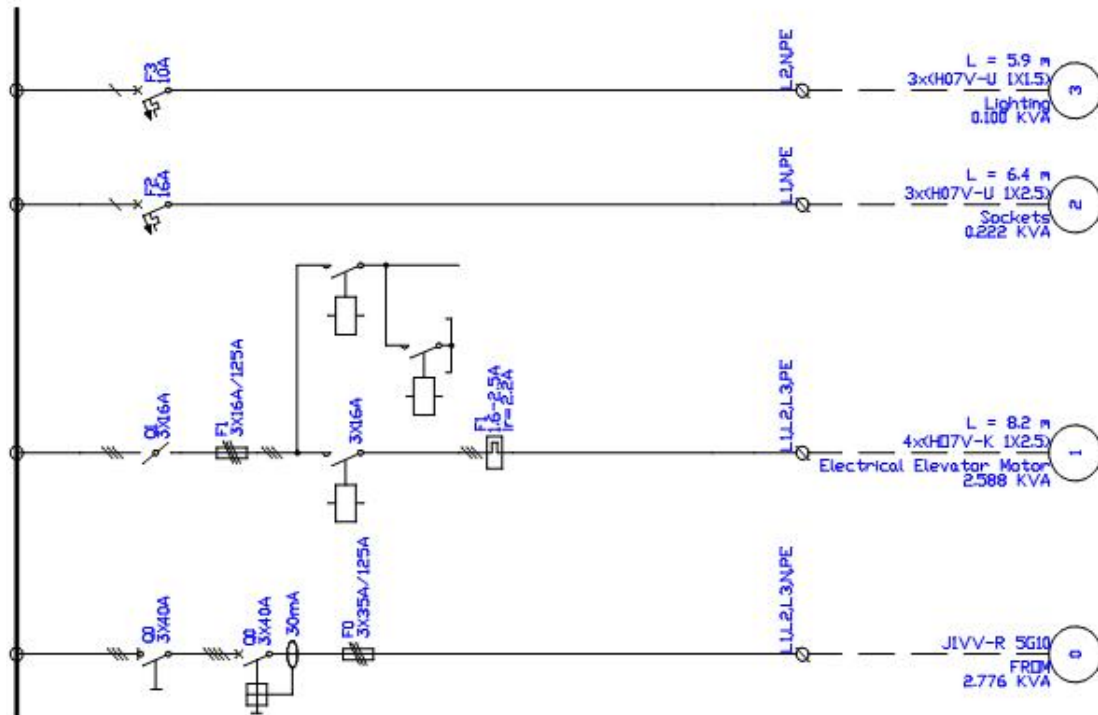 F3
10A
L2,N,PE
L = 5.9 m
3x(H07V-U 1X1.5)
Lighting
0.100 KVA
3
F2
16A
L1,N,PE
L = 6.4 m
3x(H07V-U 1X2.5)
Sockets
0.222 KVA
2
Q1
3X16A
F1
3X16A/125A
3X16A
F1
1.6-2.5A
Ir=2.2A
L1,L2,L3,PE
L = 8.2 m
4x(H07V-K 1X2.5)
Electrical Elevator Motor
2.588 KVA
1
Q0
3X40A
Q0
3X40A
30mA
F0
3X35A/125A
L1,L2,L3,N,PE
J1VV-R 5G10
FROM
2.776 KVA
0